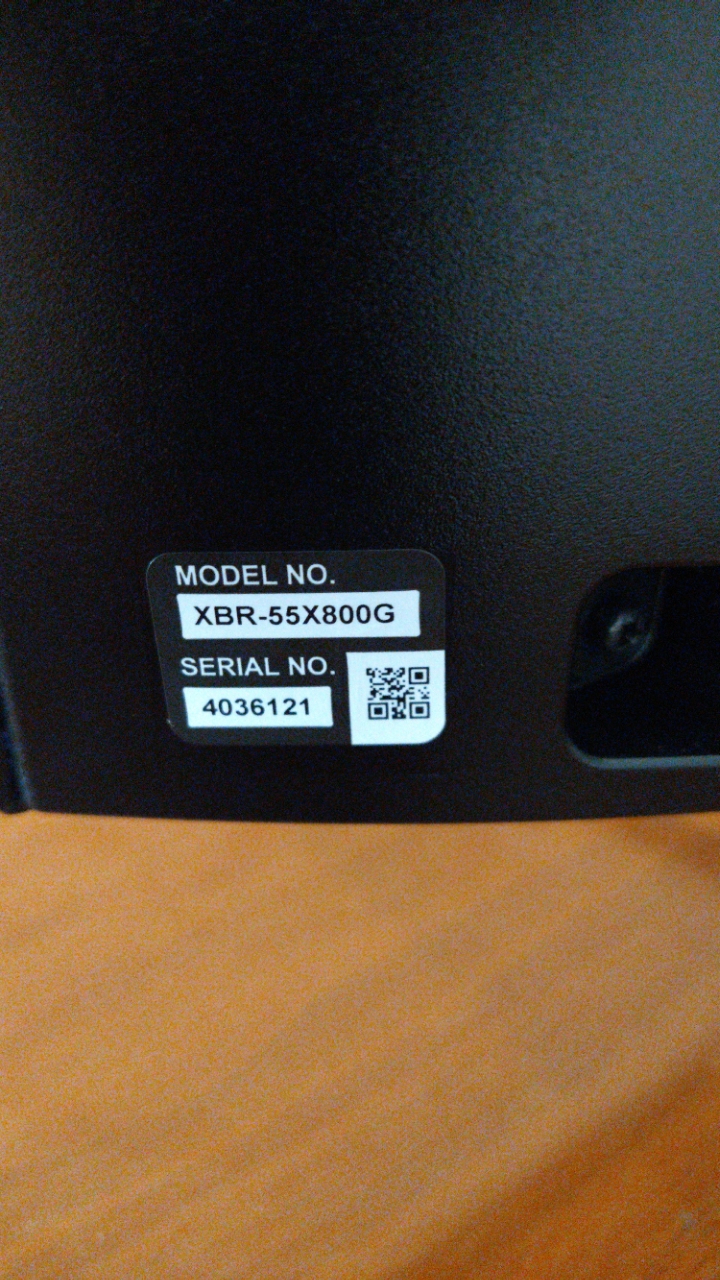 MODEL NO.
XBR-55X800G
SERIAL NO.
4036121